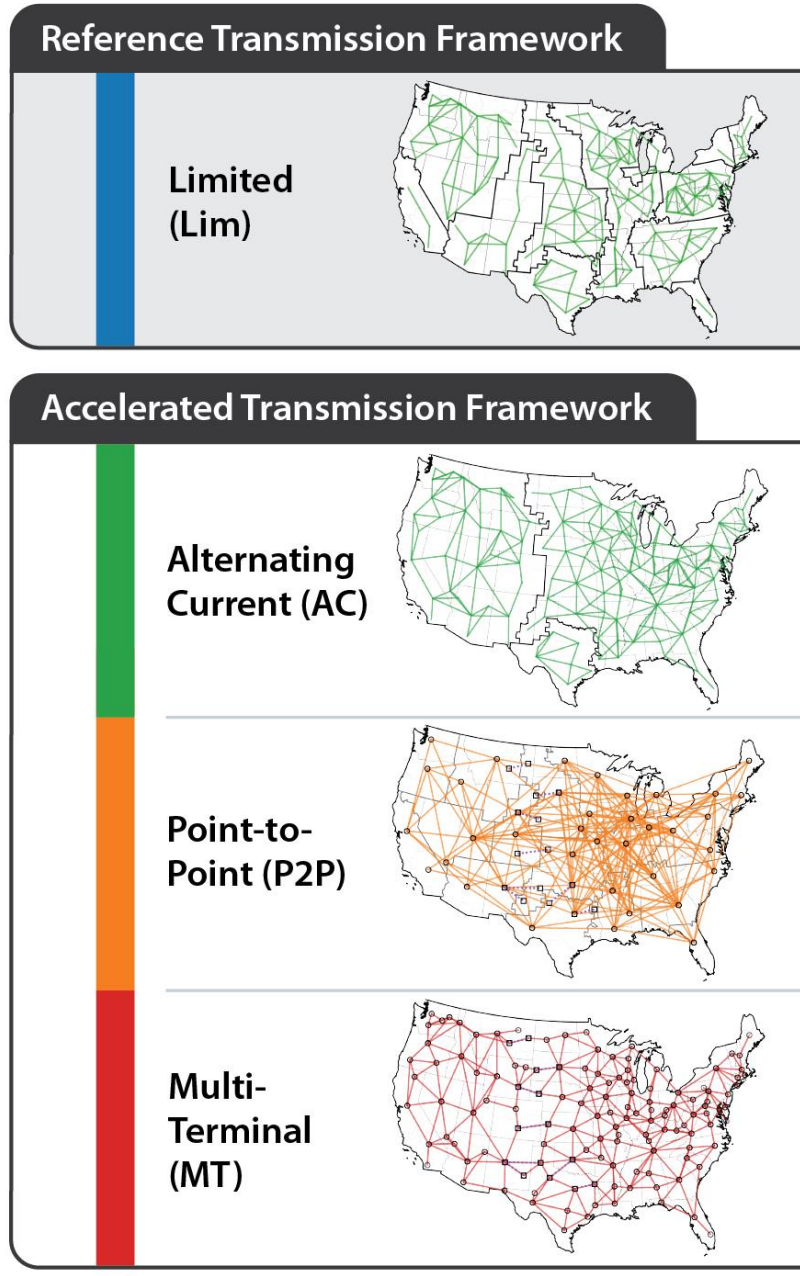 Reference Transmission Framework
Limited
(Lim)
Accelerated Transmission Framework
Alternating
Current (AC)
Point-to-
Point (P2P)
Multi-
Terminal
(MT)